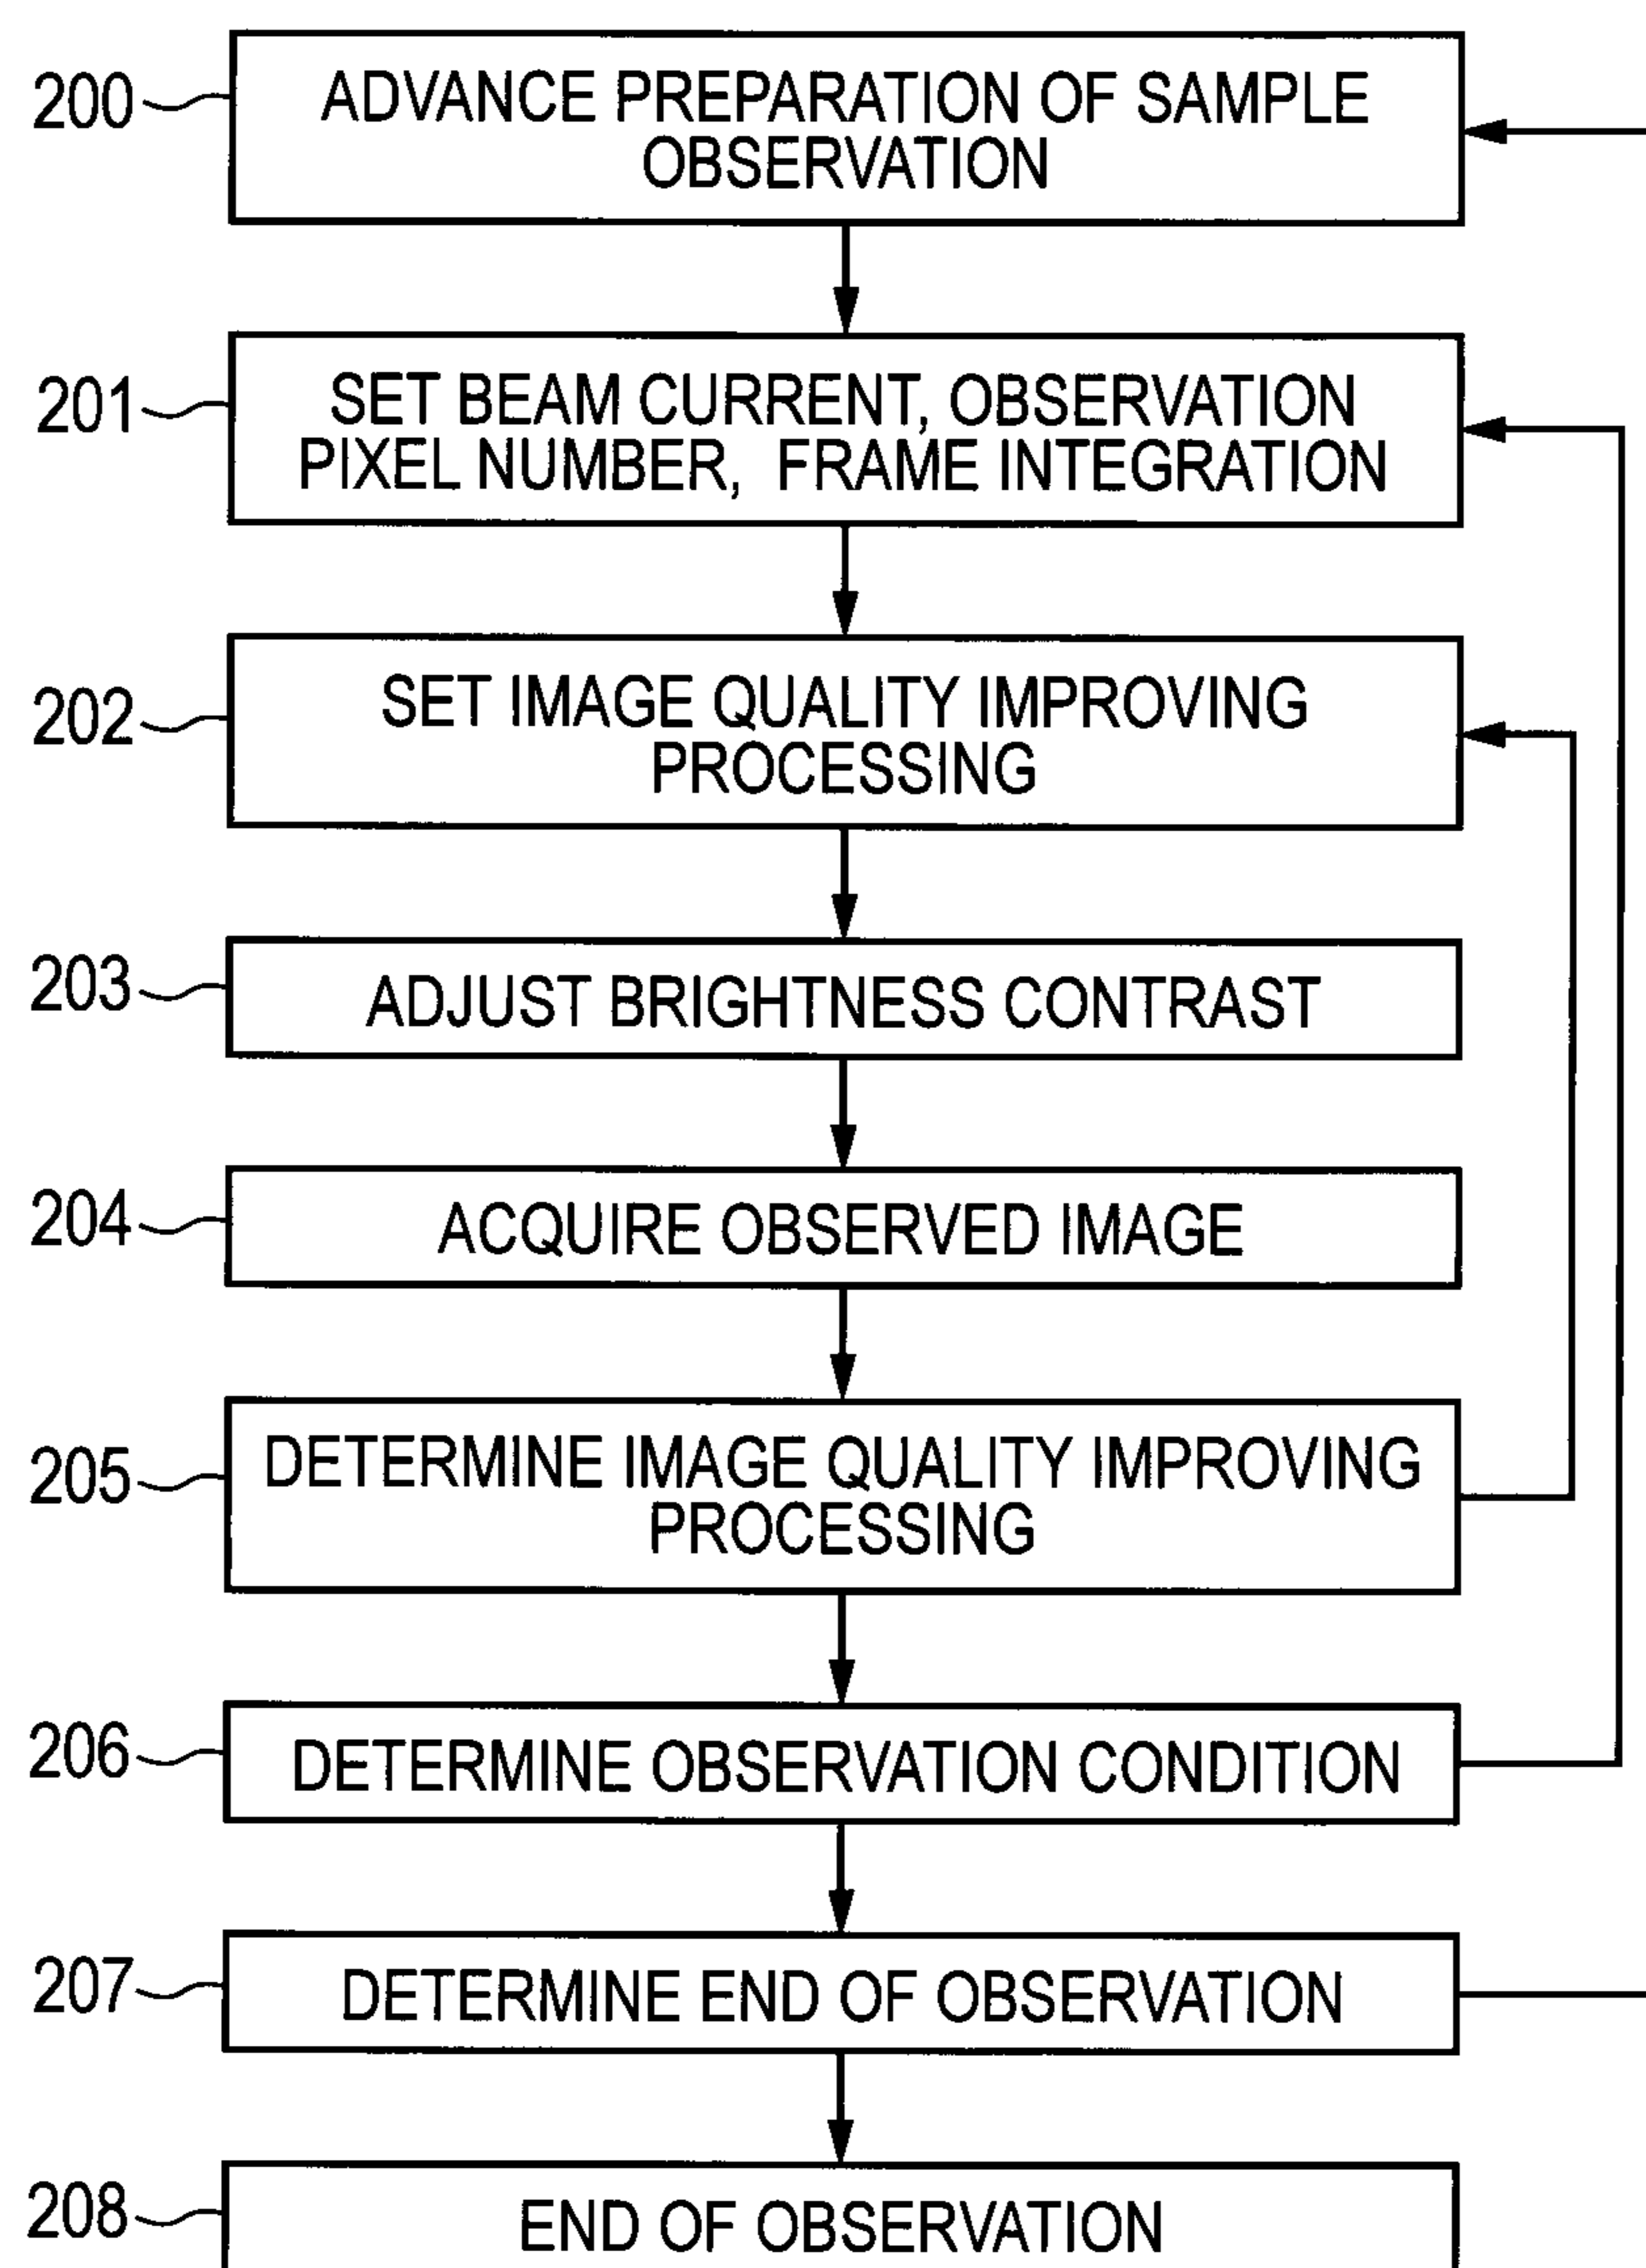 200
ADVANCE PREPARATION OF SAMPLE
OBSERVATION
201
SET BEAM CURRENT, OBSERVATION
PIXEL NUMBER, FRAME INTEGRATION
202
SET IMAGE QUALITY IMPROVING
PROCESSING
203
ADJUST BRIGHTNESS CONTRAST
204
ACQUIRE OBSERVED IMAGE
205
DETERMINE IMAGE QUALITY IMPROVING
PROCESSING
206
DETERMINE OBSERVATION CONDITION
207
DETERMINE END OF OBSERVATION
208
END OF OBSERVATION